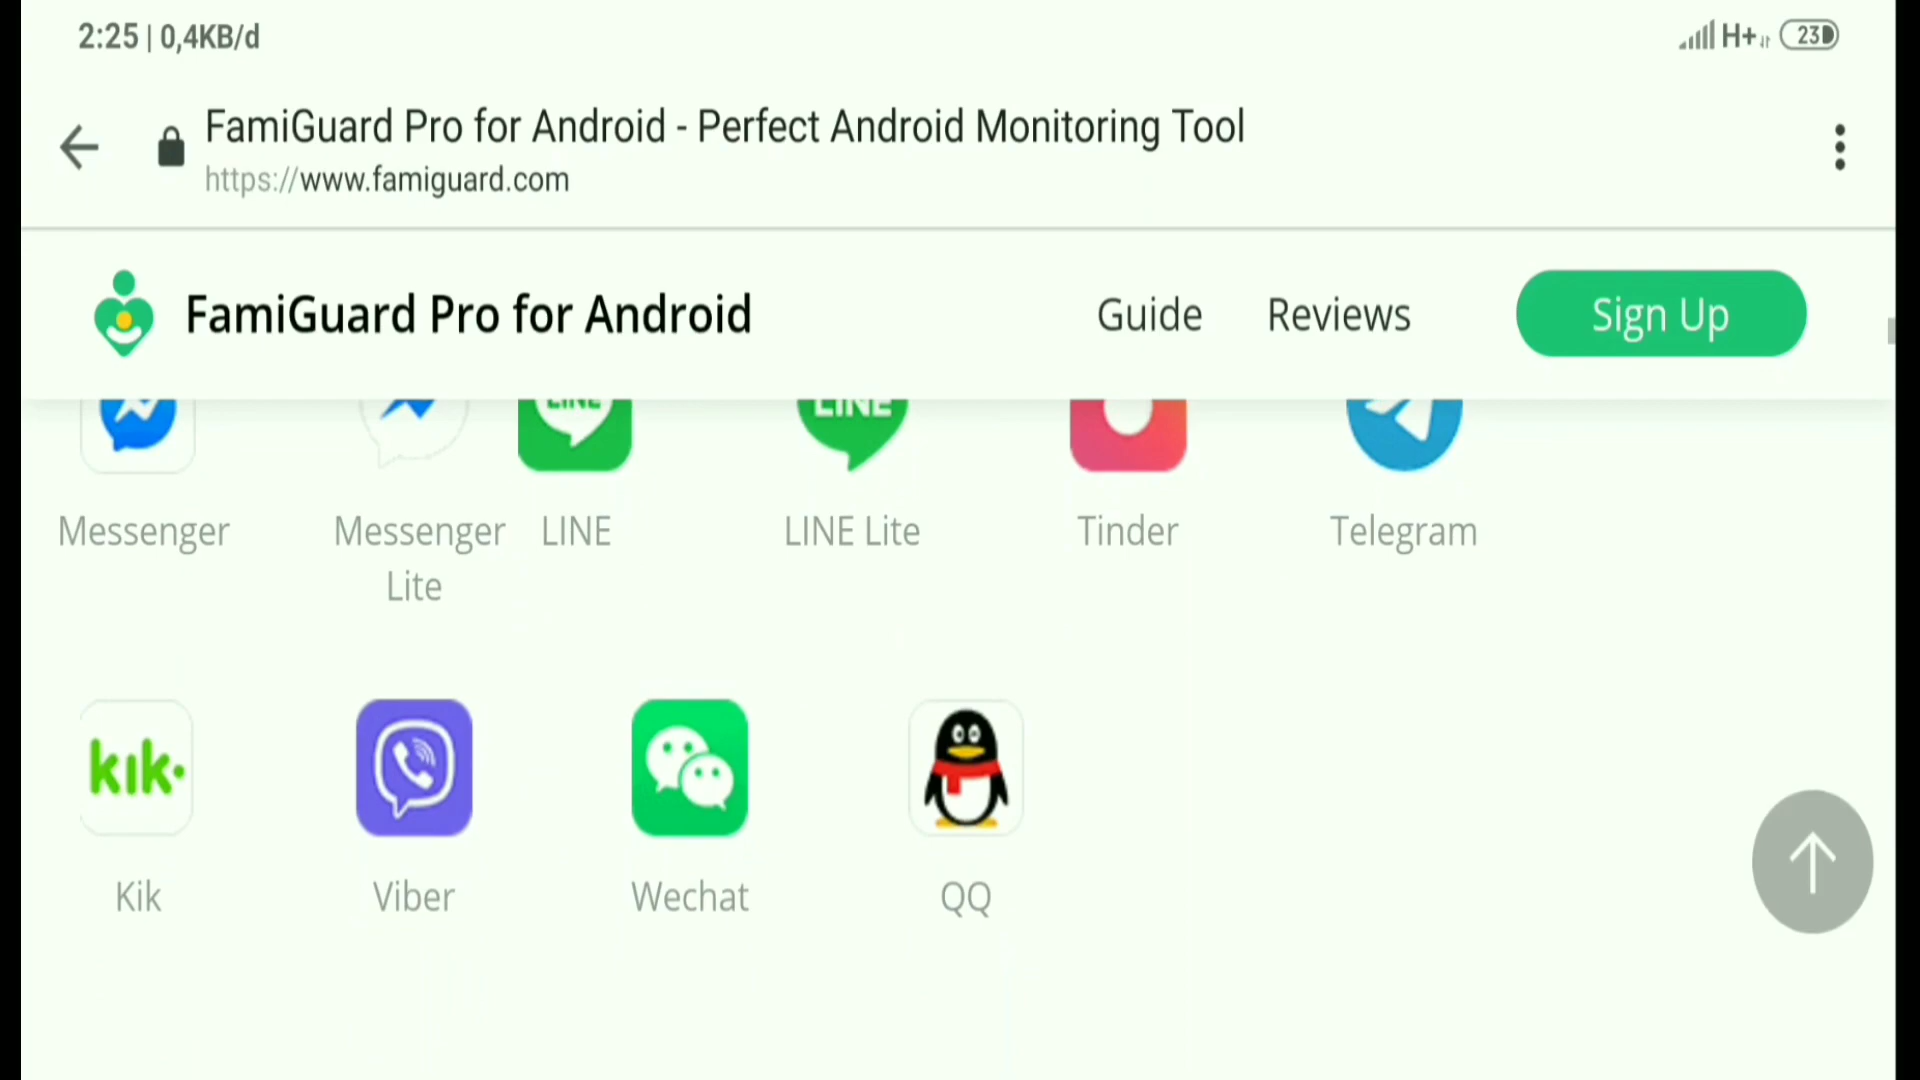 2:25 | 0,4KB/d
H+
23
FamiGuard Pro for Android - Perfect Android Monitoring Tool
https://www.famiguard.com
FamiGuard Pro for Android
Guide
Reviews
Sign Up
LINE
LINE
Messenger
Messenger Lite
LINE
LINE Lite
Tinder
Telegram
kik.
Kik
Viber
Wechat
QQ